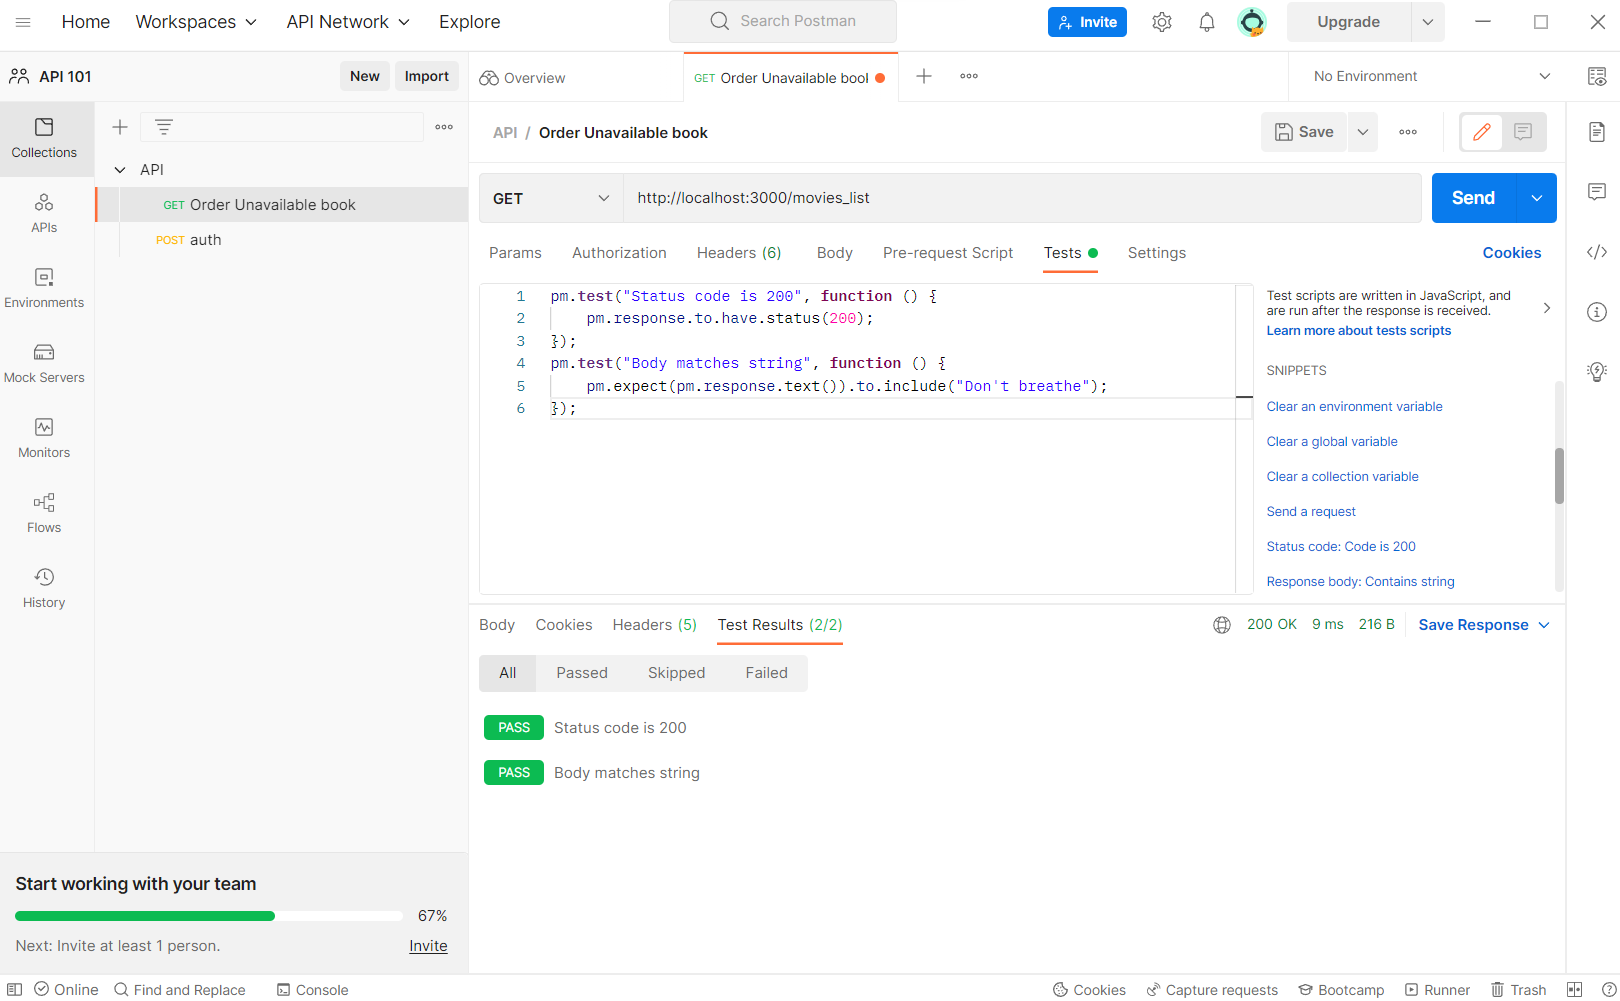 Home Workspaces API Network Explore Search Postman Invite Upgrade
API 101 New Import Overview GET Order Unavailable bool No Environment
Collections
APIs
Environments
Mock Servers
Monitors
Flows
History
API
GET Order Unavailable book
POST auth
API / Order Unavailable book Save
GET http://localhost:3000/movies_list Send
Params Authorization Headers (6) Body Pre-request Script Tests Settings Cookies
1 pm.test("Status code is 200", function () {
2 pm.response.to.have.status(200);
3 });
4 pm.test("Body matches string", function () {
5 pm.expect(pm.response.text()).to.include("Don't breathe");
6 });
Test scripts are written in JavaScript, and
are run after the response is received.
Learn more about tests scripts
SNIPPETS
Clear an environment variable
Clear a global variable
Clear a collection variable
Send a request
Status code: Code is 200
Response body: Contains string
Body Cookies Headers (5) Test Results (2/2) 200 OK 9 ms 216 B Save Response
All Passed Skipped Failed
PASS Status code is 200
PASS Body matches string
Start working with your team
67%
Next: Invite at least 1 person. Invite
Online Find and Replace Console Cookies Capture requests Bootcamp Runner Trash